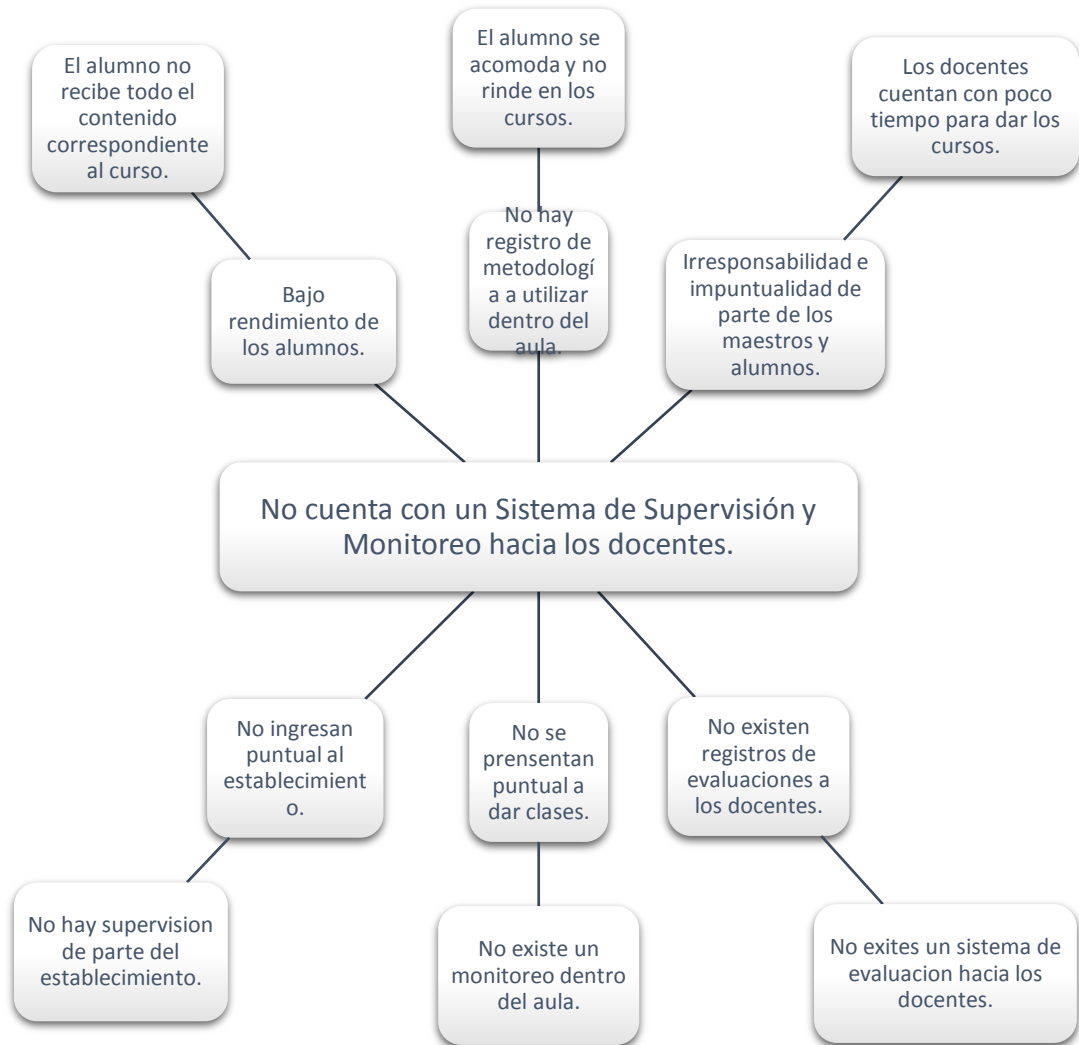 El alumno no
recibe todo el
contenido
correspondiente
al curso.
El alumno se
acomoda y no
rinde en los
cursos.
Los docentes
cuentan con poco
tiempo para dar los
cursos.
Bajo
rendimiento de
los alumnos.
No hay
registro de
metodologí
a a utilizar
dentro del
aula.
Irresponsabilidad e
impuntualidad de
parte de los
maestros y
alumnos.
No cuenta con un Sistema de Supervisión y
Monitoreo hacia los docentes.
No ingresan
puntual al
establecimient
o.
No se
prensentan
puntual a
dar clases.
No existen
registros de
evaluaciones a
los docentes.
No hay supervision
de parte del
establecimiento.
No existe un
monitoreo dentro
del aula.
No exites un sistema de
evaluacion hacia los
docentes.